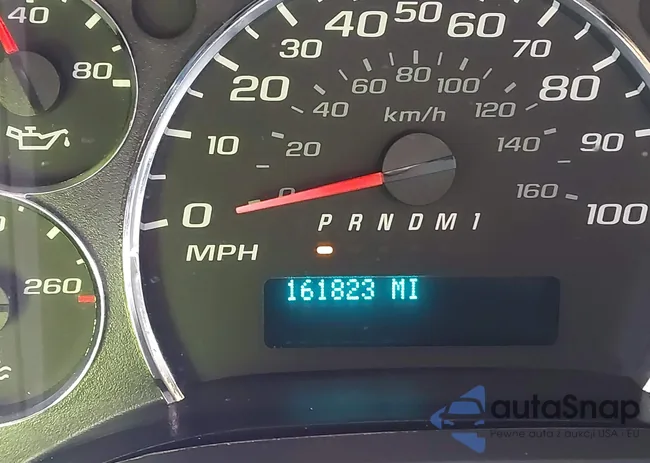 40
80
260
0 10 20 30 40 50 60 70 80 90 100
0 20 40 60 80 100 120 140 160
km/h
MPH
P R N D M 1
161823 MI
autaSnap
Pewne auta z aukcji USA - EU